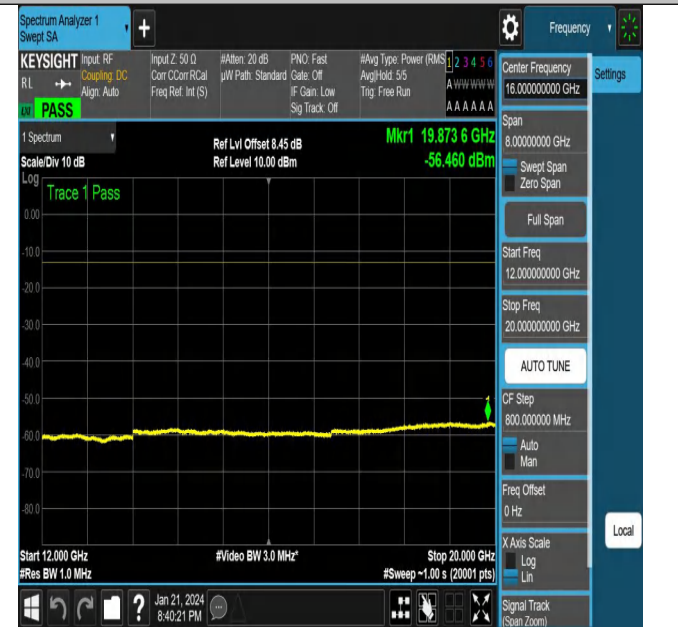 Spectrum Analyzer 1
Swept SA
Frequency
KEYSIGHT
RL
PASS
Input: RF
Coupling: DC
Align: Auto
Input Z: 50 Ω
Corr CCorr RCal
Freq Ref: Int (S)
#Atten: 20 dB
µW Path: Standard
PNO: Fast
Gate: Off
IF Gain: Low
Sig Track: Off
#Avg Type: Power (RMS
Avg|Hold: 5/5
Trig: Free Run
1 2 3 4 5 6
A W W W W W
A A A A A A
1 Spectrum
Scale/Div 10 dB
Log
Ref Lvl Offset 8.45 dB
Ref Level 10.00 dBm
Mkr1 19.873 6 GHz
-56.460 dBm
Trace 1 Pass
0.00
-10.0
-20.0
-30.0
-40.0
-50.0
-60.0
-70.0
-80.0
1
Start 12.000 GHz
#Res BW 1.0 MHz
#Video BW 3.0 MHz*
Stop 20.000 GHz
#Sweep ~1.00 s (20001 pts)
Center Frequency
16.000000000 GHz
Settings
Span
8.00000000 GHz
Swept Span
Zero Span
Full Span
Start Freq
12.000000000 GHz
Stop Freq
20.000000000 GHz
AUTO TUNE
CF Step
800.000000 MHz
Auto
Man
Freq Offset
0 Hz
X Axis Scale
Log
Lin
Local
Signal Track
(Span Zoom)
?
Jan 21, 2024
8:40:21 PM